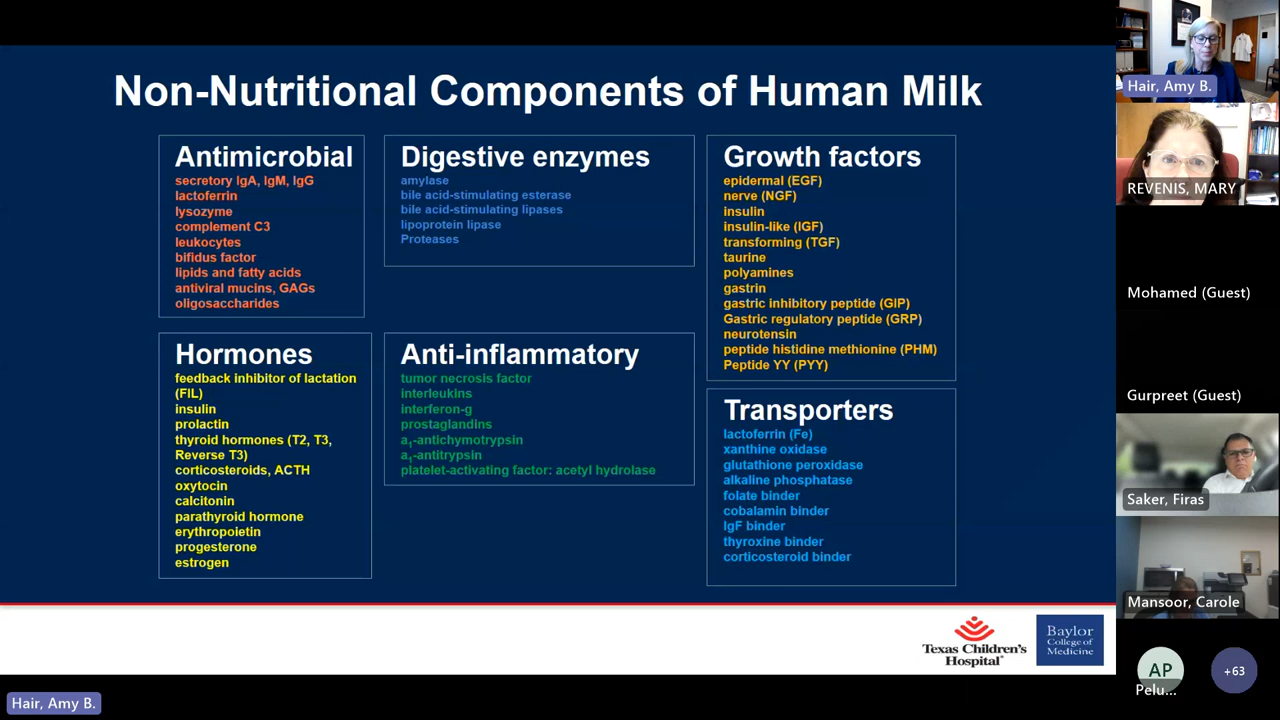 Non-Nutritional Components of Human Milk
Antimicrobial
secretory IgA, IgM, IgG
lactoferrin
lysozyme
complement C3
leukocytes
bifidus factor
lipids and fatty acids
antiviral mucins, GAGs
oligosaccharides
Digestive enzymes
amylase
bile acid-stimulating esterase
bile acid-stimulating lipases
lipoprotein lipase
Proteases
Growth factors
epidermal (EGF)
nerve (NGF)
insulin
insulin-like (IGF)
transforming (TGF)
taurine
polyamines
gastrin
gastric inhibitory peptide (GIP)
Gastric regulatory peptide (GRP)
neurotensin
peptide histidine methionine (PHM)
Peptide YY (PYY)
Hormones
feedback inhibitor of lactation
(FIL)
insulin
prolactin
thyroid hormones (T2, T3,
Reverse T3)
corticosteroids, ACTH
oxytocin
calcitonin
parathyroid hormone
erythropoietin
progesterone
estrogen
Anti-inflammatory
tumor necrosis factor
interleukins
interferon-g
prostaglandins
a1-antichymotrypsin
a1-antitrypsin
platelet-activating factor: acetyl hydrolase
Transporters
lactoferrin (Fe)
xanthine oxidase
glutathione peroxidase
alkaline phosphatase
folate binder
cobalamin binder
IgF binder
thyroxine binder
corticosteroid binder
Texas Children's
Hospital®
Baylor
College of
Medicine
Hair, Amy B.
Hair, Amy B.
REVENIS, MARY
Mohamed (Guest)
Gurpreet (Guest)
Saker, Firas
Mansoor, Carole
AP
Pelu...
+63